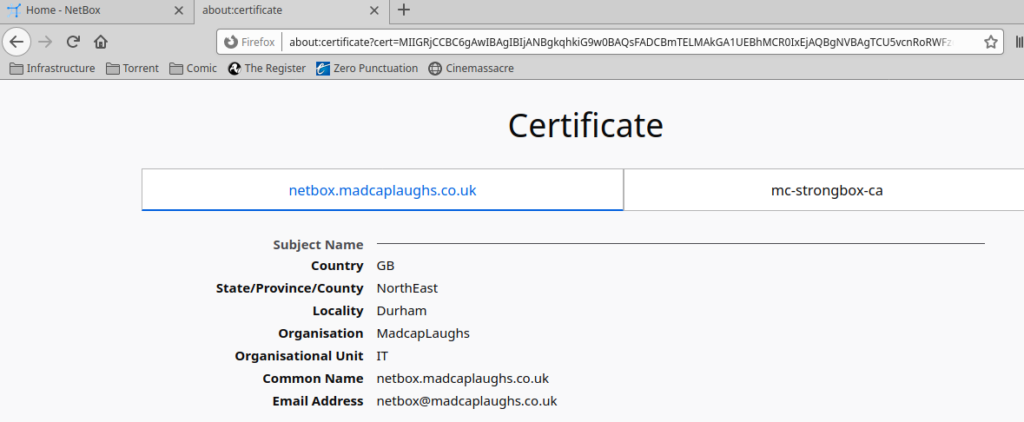 Home - NetBox
about:certificate
Firefox about:certificate?cert=MIIGRjCCBC6gAwIBAgIBIjANBgkqhkiG9w0BAQsFADCBmTELMAkGA1UEBhMCR0IxEjAQBgNVBAgTCU5vcnRoRWFz
Infrastructure Torrent Comic The Register Zero Punctuation Cinemassacre
Certificate
netbox.madcaplaughs.co.uk mc-strongbox-ca
Subject Name
Country GB
State/Province/County NorthEast
Locality Durham
Organisation MadcapLaughs
Organisational Unit IT
Common Name netbox.madcaplaughs.co.uk
Email Address netbox@madcaplaughs.co.uk